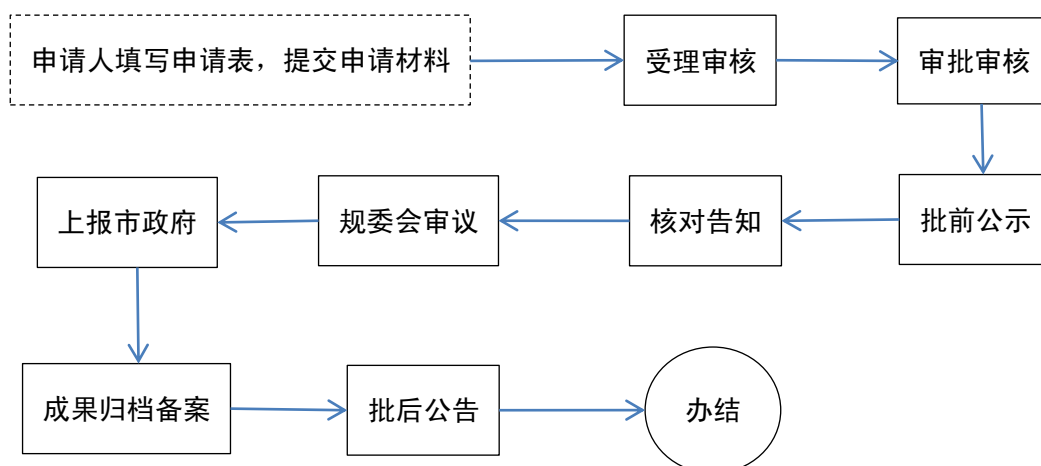 申请人填写申请表，提交申请材料
受理审核
审批审核
批前公示
核对告知
规委会审议
上报市政府
成果归档备案
批后公告
办结